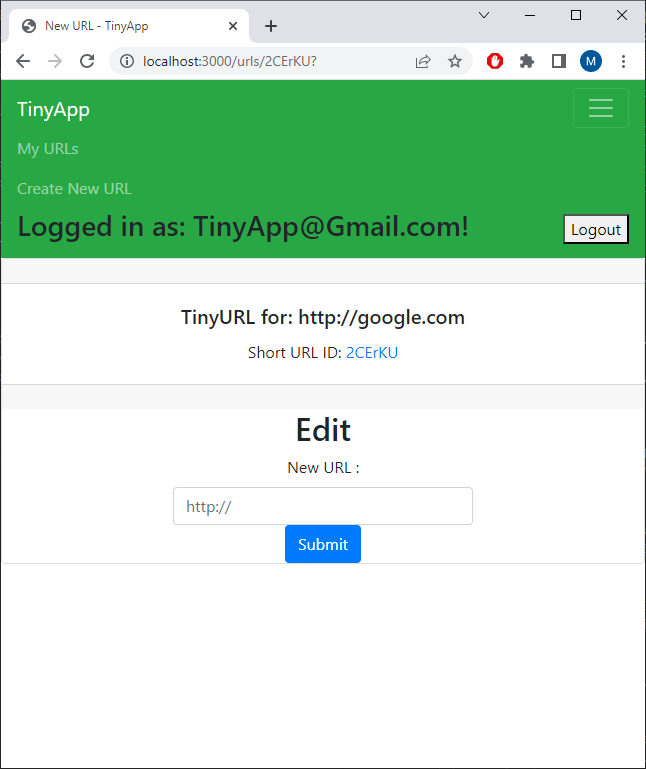 New URL - TinyApp
localhost:3000/urls/2CErKU?
M
TinyApp
My URLs
Create New URL
Logged in as: TinyApp@Gmail.com!
Logout
TinyURL for: http://google.com
Short URL ID: 2CErKU
Edit
New URL :
http://
Submit